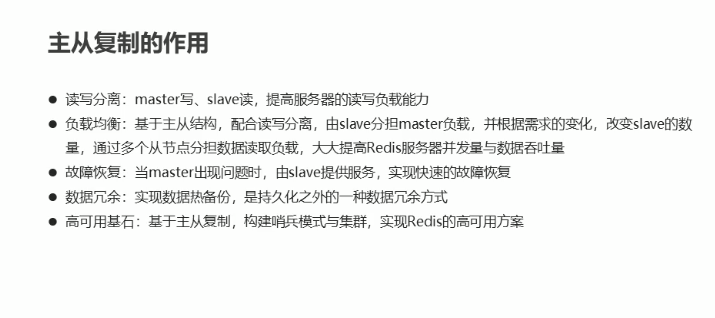 主从复制的作用
● 读写分离：master写、slave读，提高服务器的读写负载能力
● 负载均衡：基于主从结构，配合读写分离，由slave分担master负载，并根据需求的变化，改变slave的数
量，通过多个从节点分担数据读取负载，大大提高Redis服务器并发量与数据吞吐量
● 故障恢复：当master出现问题时，由slave提供服务，实现快速的故障恢复
● 数据冗余：实现数据热备份，是持久化之外的一种数据冗余方式
● 高可用基石：基于主从复制，构建哨兵模式与集群，实现Redis的高可用方案